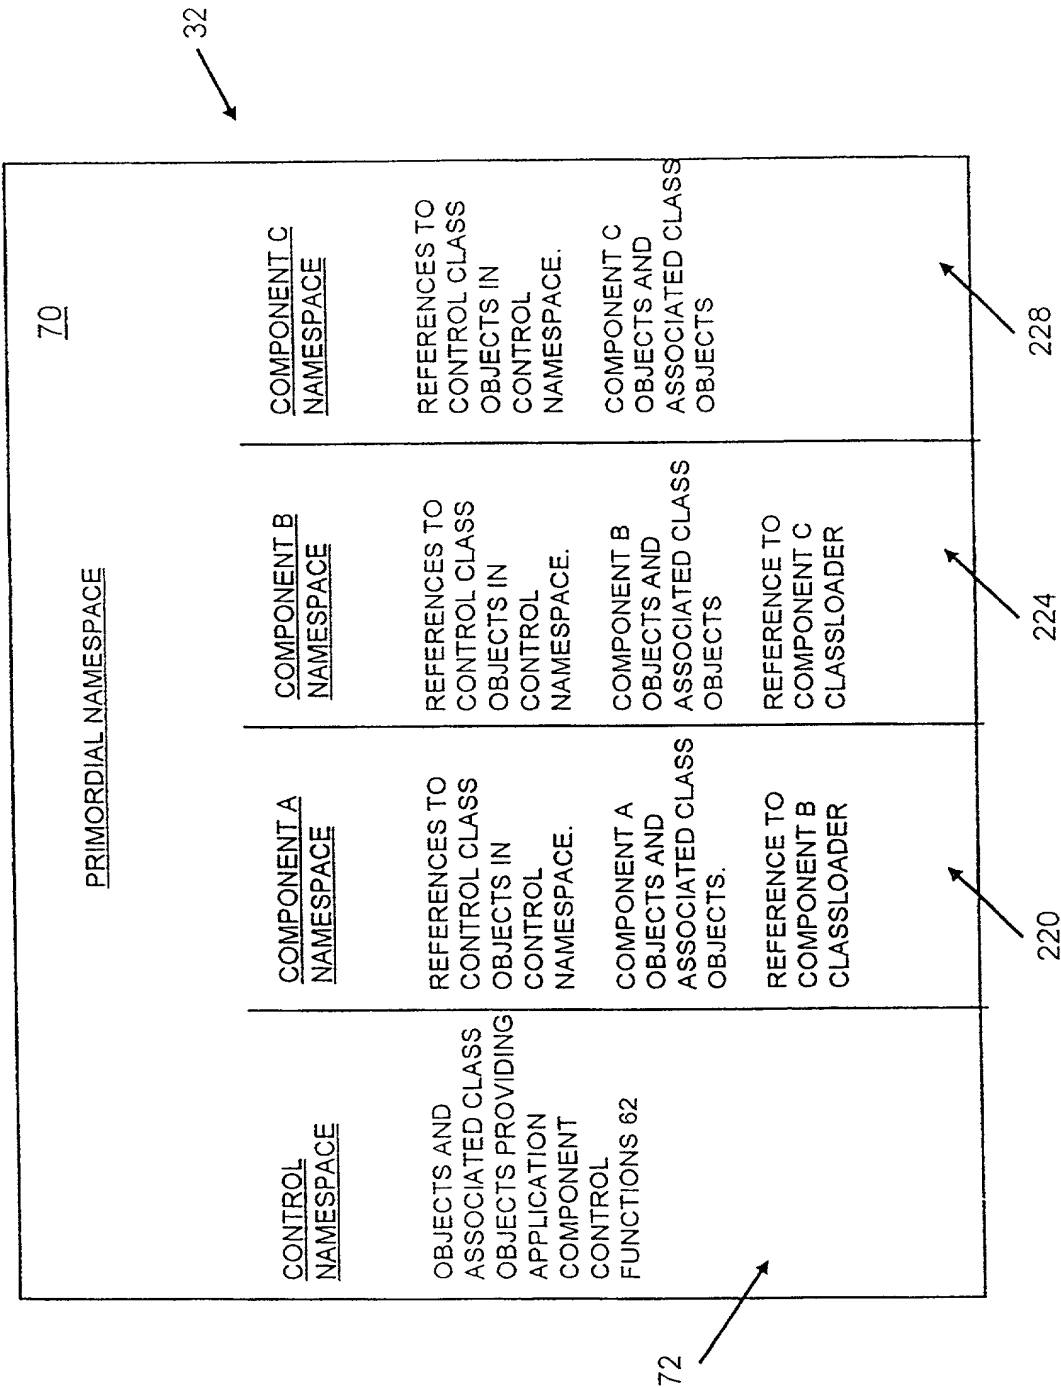 32
PRIMORDIAL NAMESPACE
70
CONTROL
NAMESPACE
OBJECTS AND
ASSOCIATED CLASS
OBJECTS PROVIDING
APPLICATION
COMPONENT
CONTROL
FUNCTIONS 62
72
COMPONENT A
NAMESPACE
REFERENCES TO
CONTROL CLASS
OBJECTS IN
CONTROL
NAMESPACE.
COMPONENT A
OBJECTS AND
ASSOCIATED CLASS
OBJECTS.
REFERENCE TO
COMPONENT B
CLASSLOADER
220
COMPONENT B
NAMESPACE
REFERENCES TO
CONTROL CLASS
OBJECTS IN
CONTROL
NAMESPACE.
COMPONENT B
OBJECTS AND
ASSOCIATED CLASS
OBJECTS
REFERENCE TO
COMPONENT C
CLASSLOADER
224
COMPONENT C
NAMESPACE
REFERENCES TO
CONTROL CLASS
OBJECTS IN
CONTROL
NAMESPACE.
COMPONENT C
OBJECTS AND
ASSOCIATED CLASS
OBJECTS
228